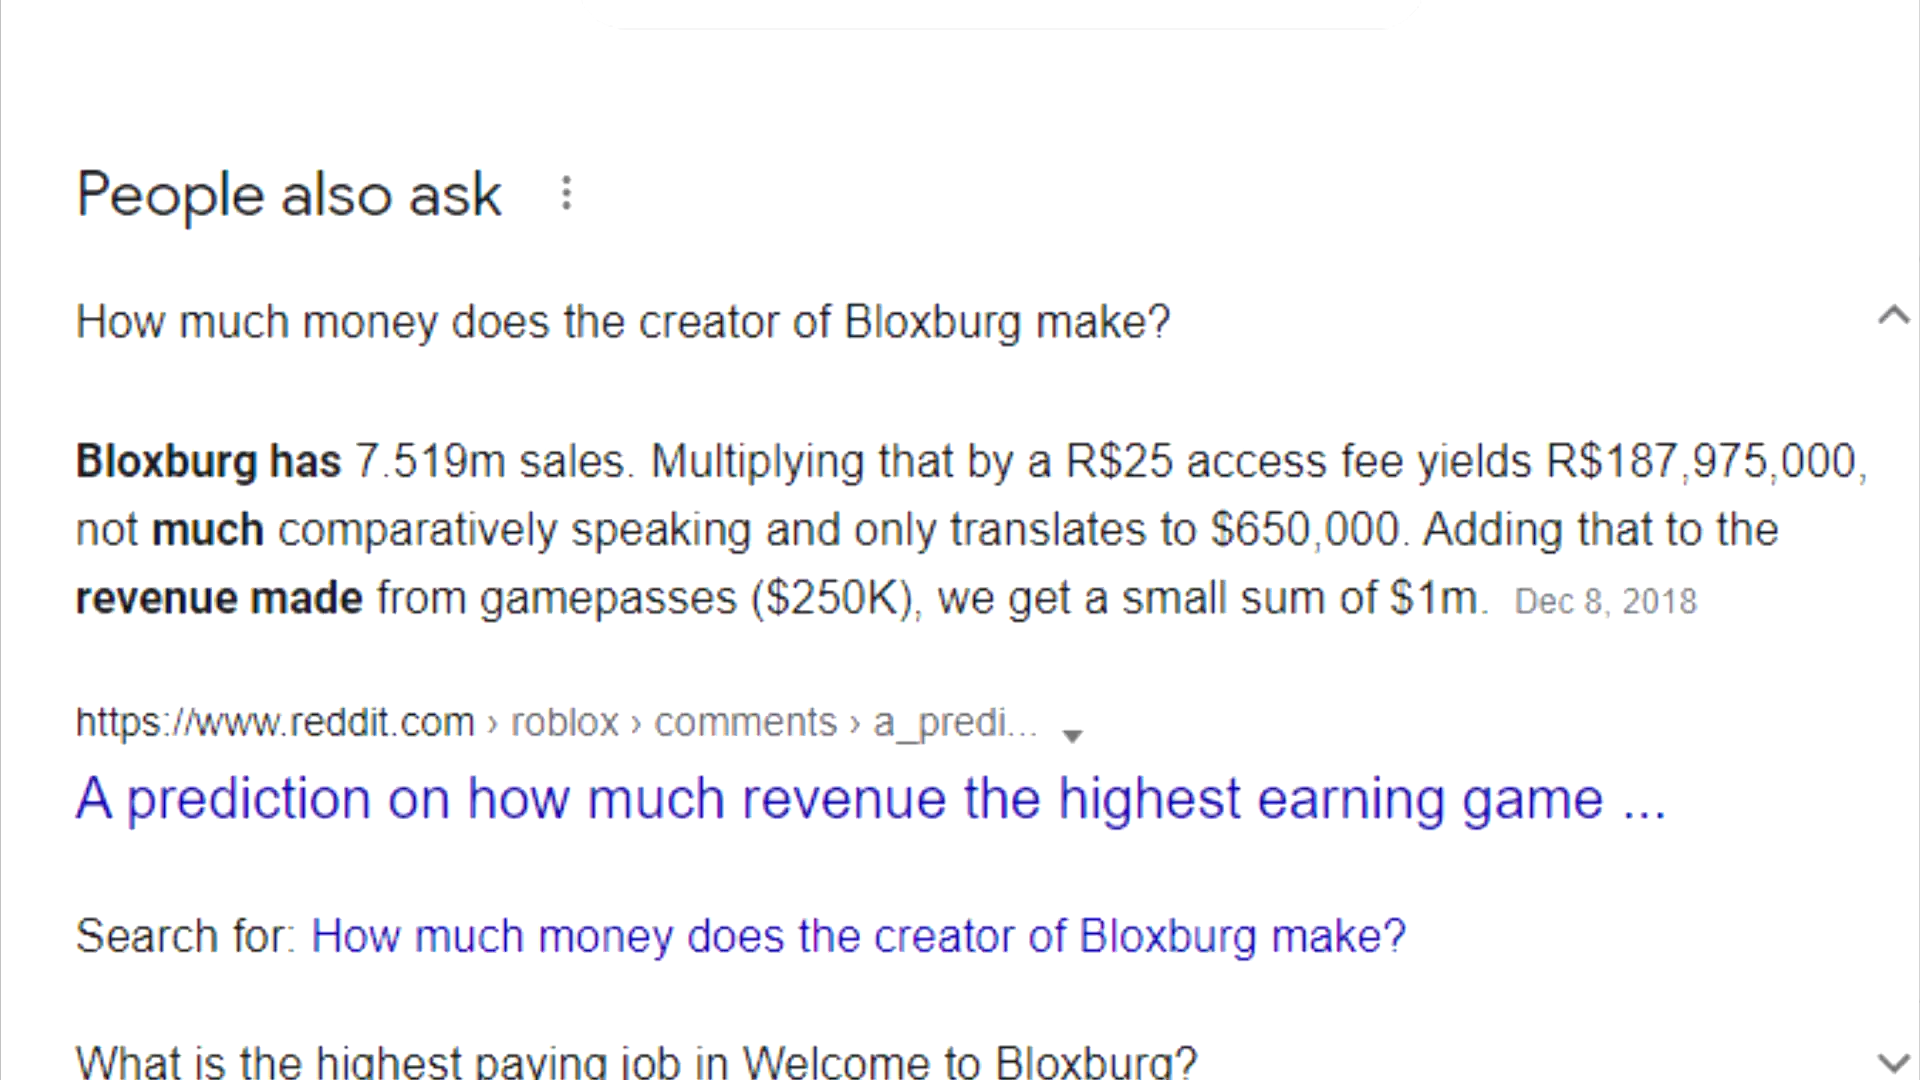 People also ask
How much money does the creator of Bloxburg make?
Bloxburg has 7.519m sales. Multiplying that by a R$25 access fee yields R$187,975,000,
not much comparatively speaking and only translates to $650,000. Adding that to the
revenue made from gamepasses ($250K), we get a small sum of $1m. Dec 8, 2018
https://www.reddit.com › roblox › comments › a_predi...
A prediction on how much revenue the highest earning game ...
Search for: How much money does the creator of Bloxburg make?
What is the highest paying job in Welcome to Bloxburg?